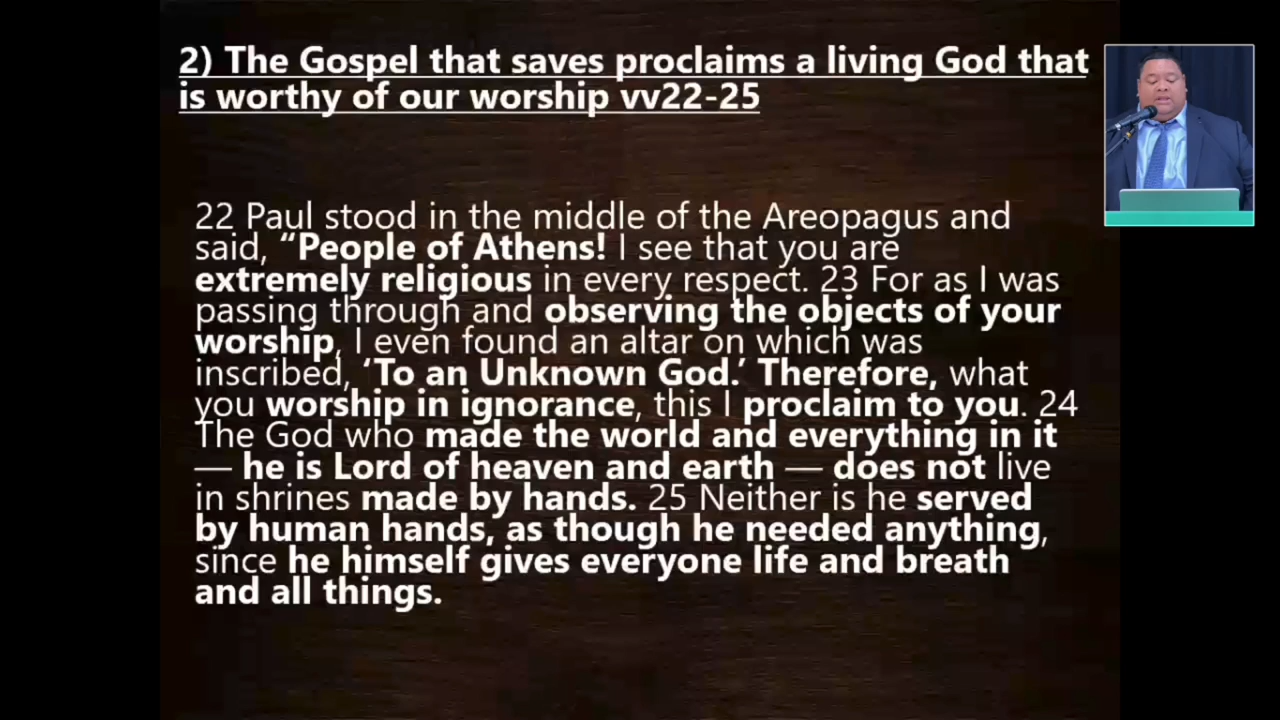 2) The Gospel that saves proclaims a living God that
is worthy of our worship vv22-25
22 Paul stood in the middle of the Areopagus and
said, “People of Athens! I see that you are
extremely religious in every respect. 23 For as I was
passing through and observing the objects of your
worship, I even found an altar on which was
inscribed, ‘To an Unknown God.’ Therefore, what
you worship in ignorance, this I proclaim to you. 24
The God who made the world and everything in it
— he is Lord of heaven and earth — does not live
in shrines made by hands. 25 Neither is he served
by human hands, as though he needed anything,
since he himself gives everyone life and breath
and all things.